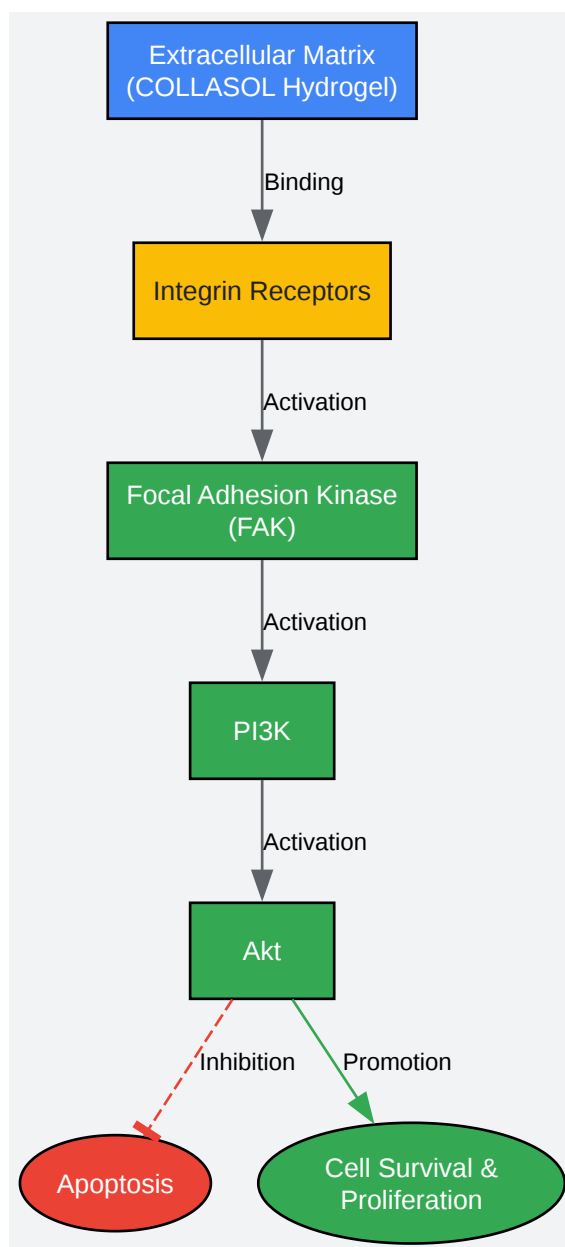 Extracellular Matrix
(COLLASOL Hydrogel)
Binding
Integrin Receptors
Activation
Focal Adhesion Kinase
(FAK)
Activation
PI3K
Activation
Akt
Inhibition
Promotion
Apoptosis
Cell Survival &
Proliferation